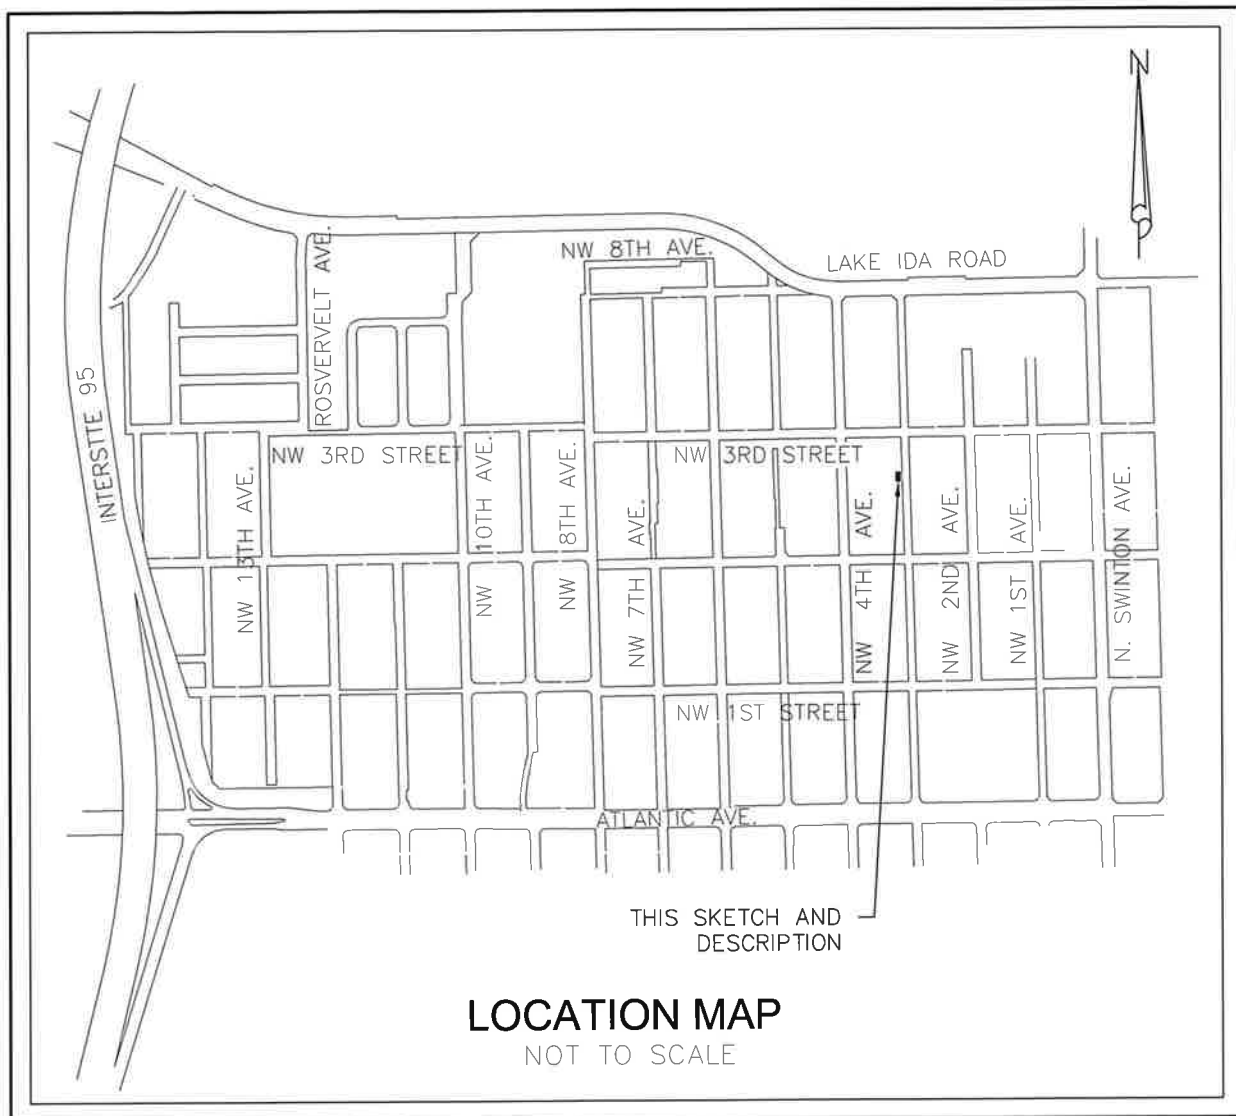 N
NW 8TH AVE.
LAKE IDA ROAD
ROSVERVELT AVE.
INTERSTTE 95
NW 3RD STREET
NW 3RD STREET
NW 13TH AVE.
NW 10TH AVE.
NW 8TH AVE.
NW 7TH AVE.
NW 4TH AVE.
NW 2ND AVE.
NW 1ST AVE.
N. SWINTON AVE.
NW 1ST STREET
ATLANTIC AVE.
THIS SKETCH AND
DESCRIPTION
LOCATION MAP
NOT TO SCALE